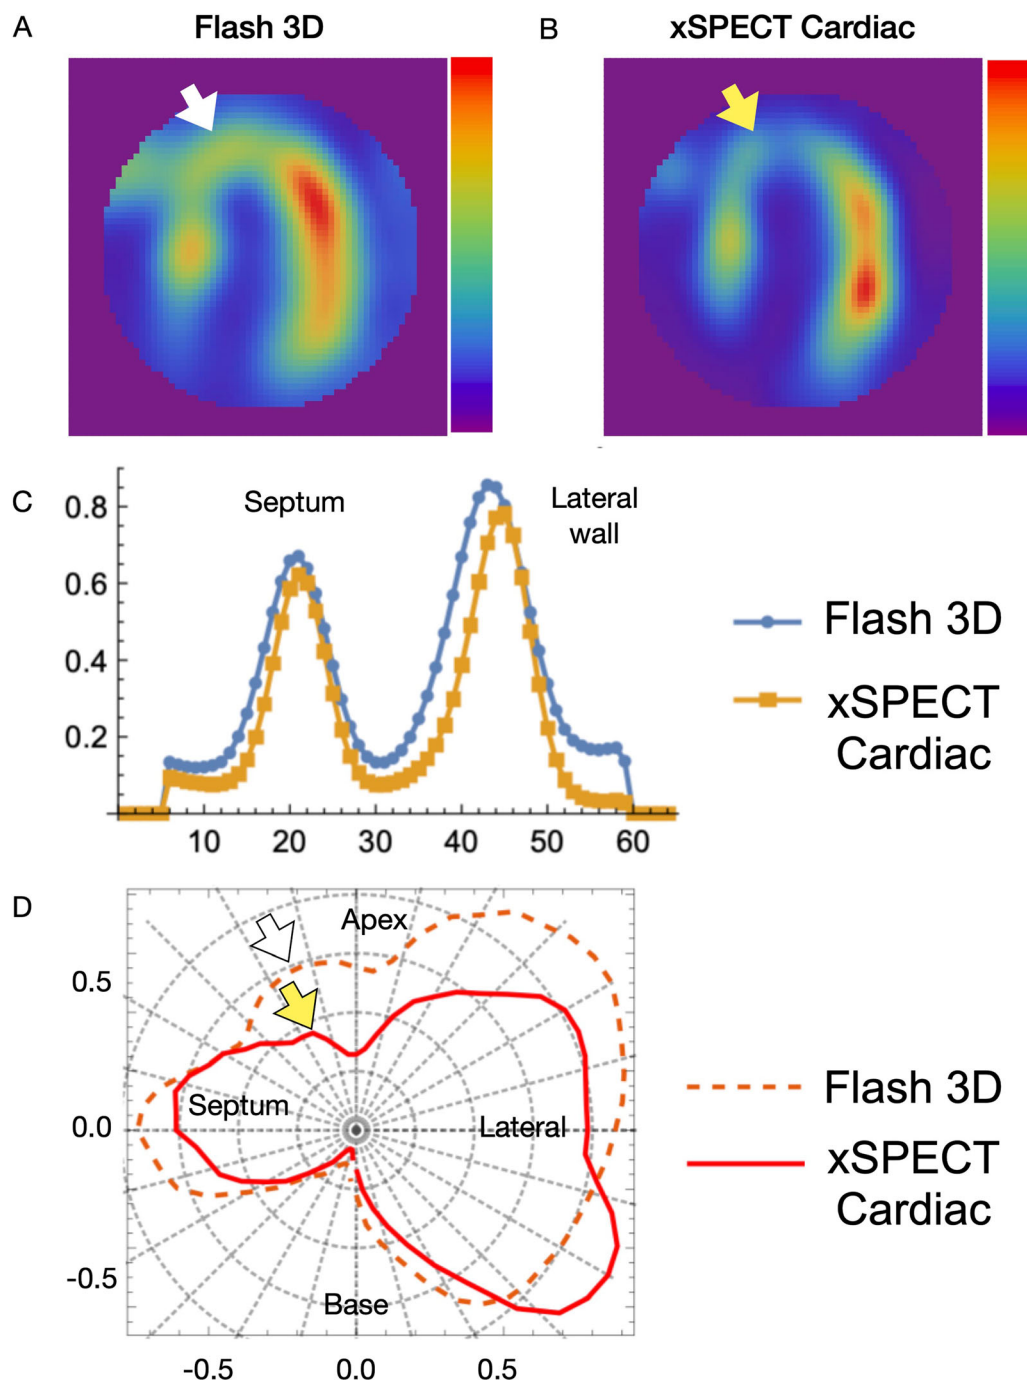 A
Flash 3D
B
xSPECT Cardiac
C
Septum
Lateral
wall
0.8
0.6
0.4
0.2
10
20
30
40
50
60
Flash 3D
xSPECT
Cardiac
D
Apex
0.5
Septum
Lateral
0.0
-0.5
Base
-0.5
0.0
0.5
Flash 3D
xSPECT
Cardiac